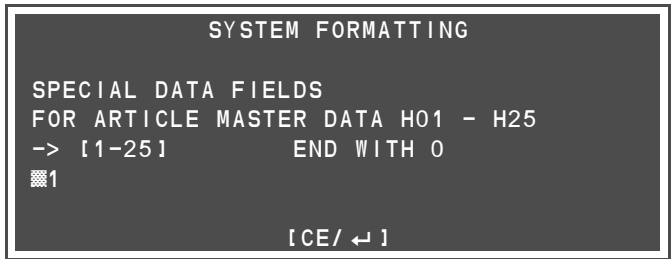 SYSTEM FORMATTING
SPECIAL DATA FIELDS
FOR ARTICLE MASTER DATA H01 - H25
-> [1-25] END WITH 0
▒1
[CE/ ↵ ]